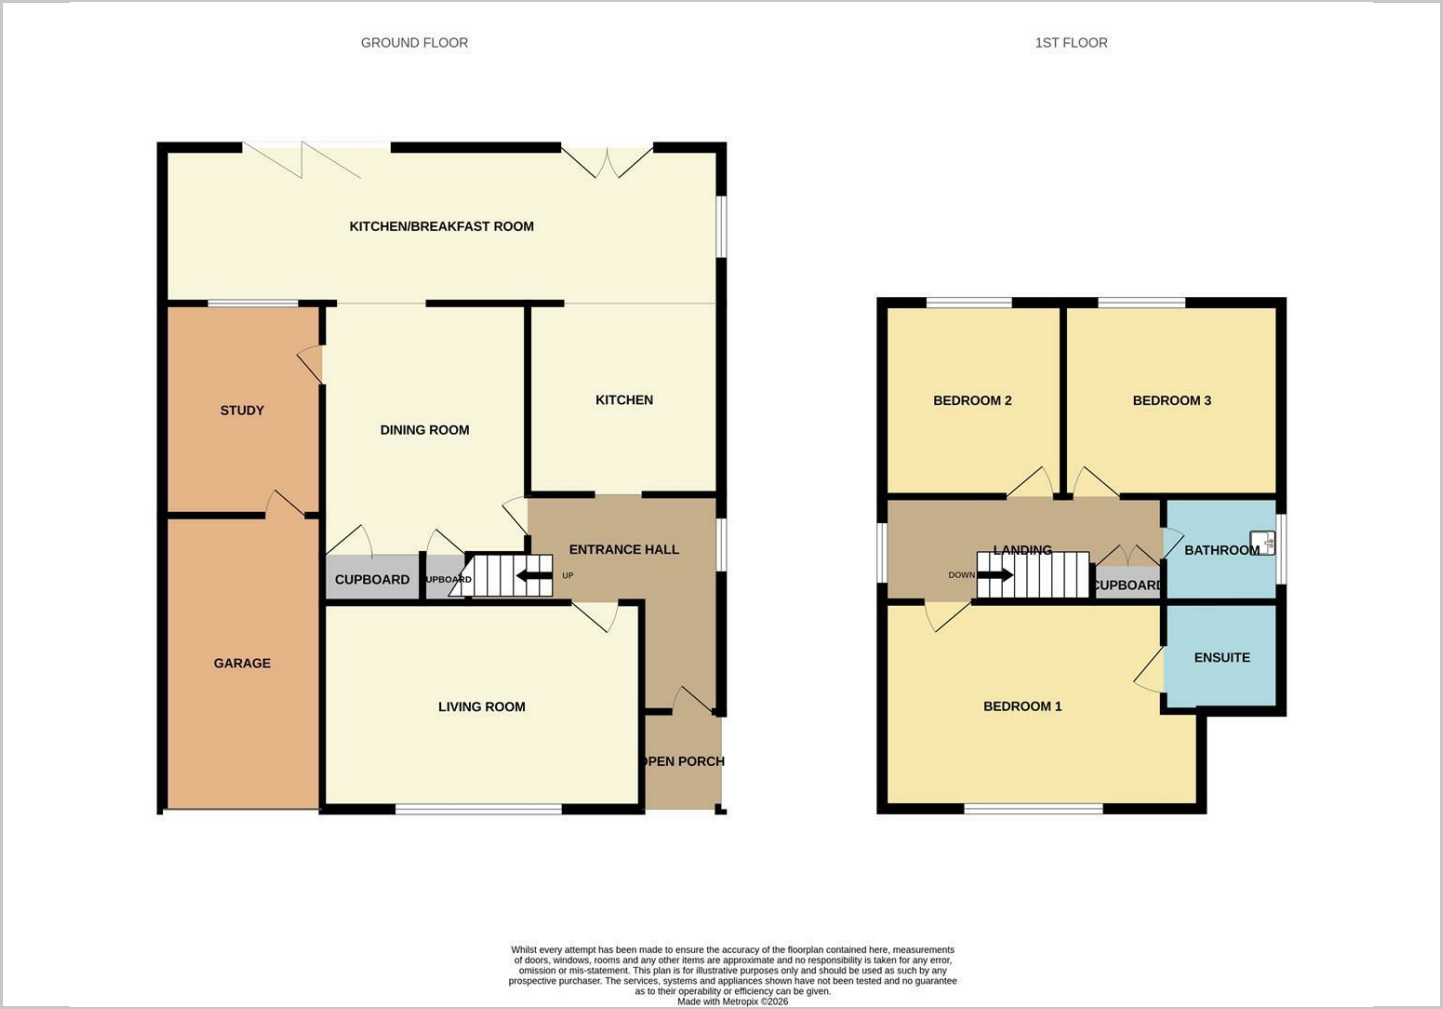 GROUND FLOOR
1ST FLOOR
KITCHEN/BREAKFAST ROOM
STUDY
DINING ROOM
KITCHEN
ENTRANCE HALL
CUPBOARD
UPBOARD
UP
GARAGE
LIVING ROOM
OPEN PORCH
BEDROOM 2
BEDROOM 3
LANDING
BATHROOM
DOWN
CUPBOARD
ENSUITE
BEDROOM 1
Whilst every attempt has been made to ensure the accuracy of the floorplan contained here, measurements
of doors, windows, rooms and any other items are approximate and no responsibility is taken for any error,
omission or mis-statement. This plan is for illustrative purposes only and should be used as such by any
prospective purchaser. The services, systems and appliances shown have not been tested and no guarantee
as to their operability or efficiency can be given.
Made with Metropix ©2026